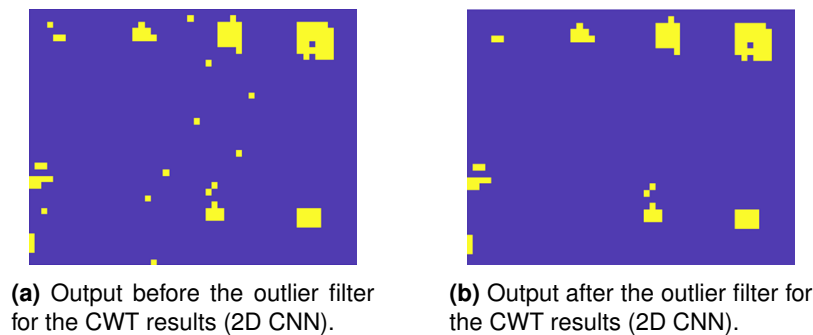 (a) Output before the outlier filter
for the CWT results (2D CNN).
(b) Output after the outlier filter for
the CWT results (2D CNN).